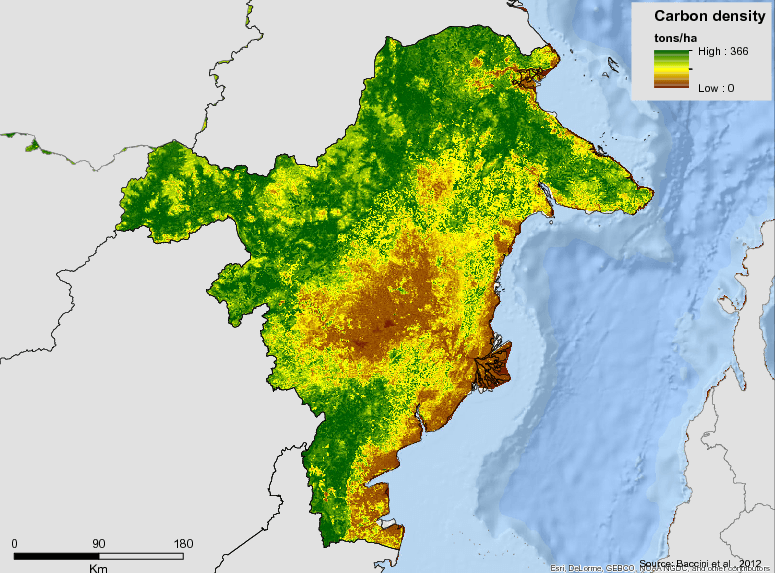 Carbon density
tons/ha
High : 366
Low : 0
0 90 180
Km
Source: Baccini et al., 2012
Esri, DeLorme, GEBCO, NOAA NGDC, and other contributors